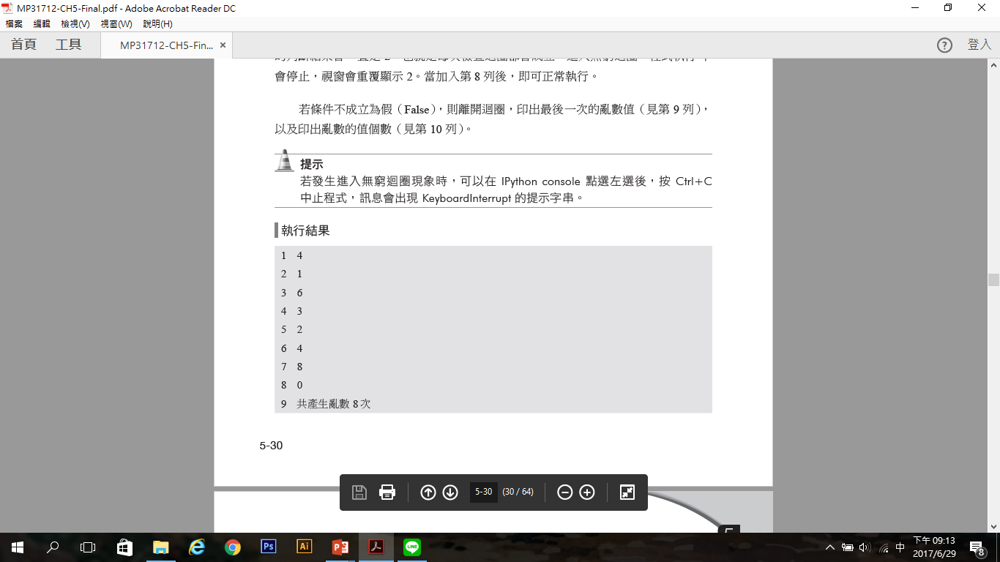 MP31712-CH5-Final.pdf - Adobe Acrobat Reader DC
檔案 編輯 檢視(V) 視窗(W) 說明(H)
首頁 工具 MP31712-CH5-Fin... × ? 登入
會停止，視窗會重覆顯示 2。當加入第 8 列後，即可正常執行。
若條件不成立為假（False），則離開迴圈，印出最後一次的亂數值（見第 9 列），
以及印出亂數的值個數（見第 10 列）。
提示
若發生進入無窮迴圈現象時，可以在 IPython console 點選左選後，按 Ctrl+C
中止程式，訊息會出現 KeyboardInterrupt 的提示字串。
執行結果
1 4
2 1
3 6
4 3
5 2
6 4
7 8
8 0
9 共產生亂數 8 次
5-30
5-30 (30 / 64)
Ps Ai LINE 中 下午 09:13
2017/6/29 8